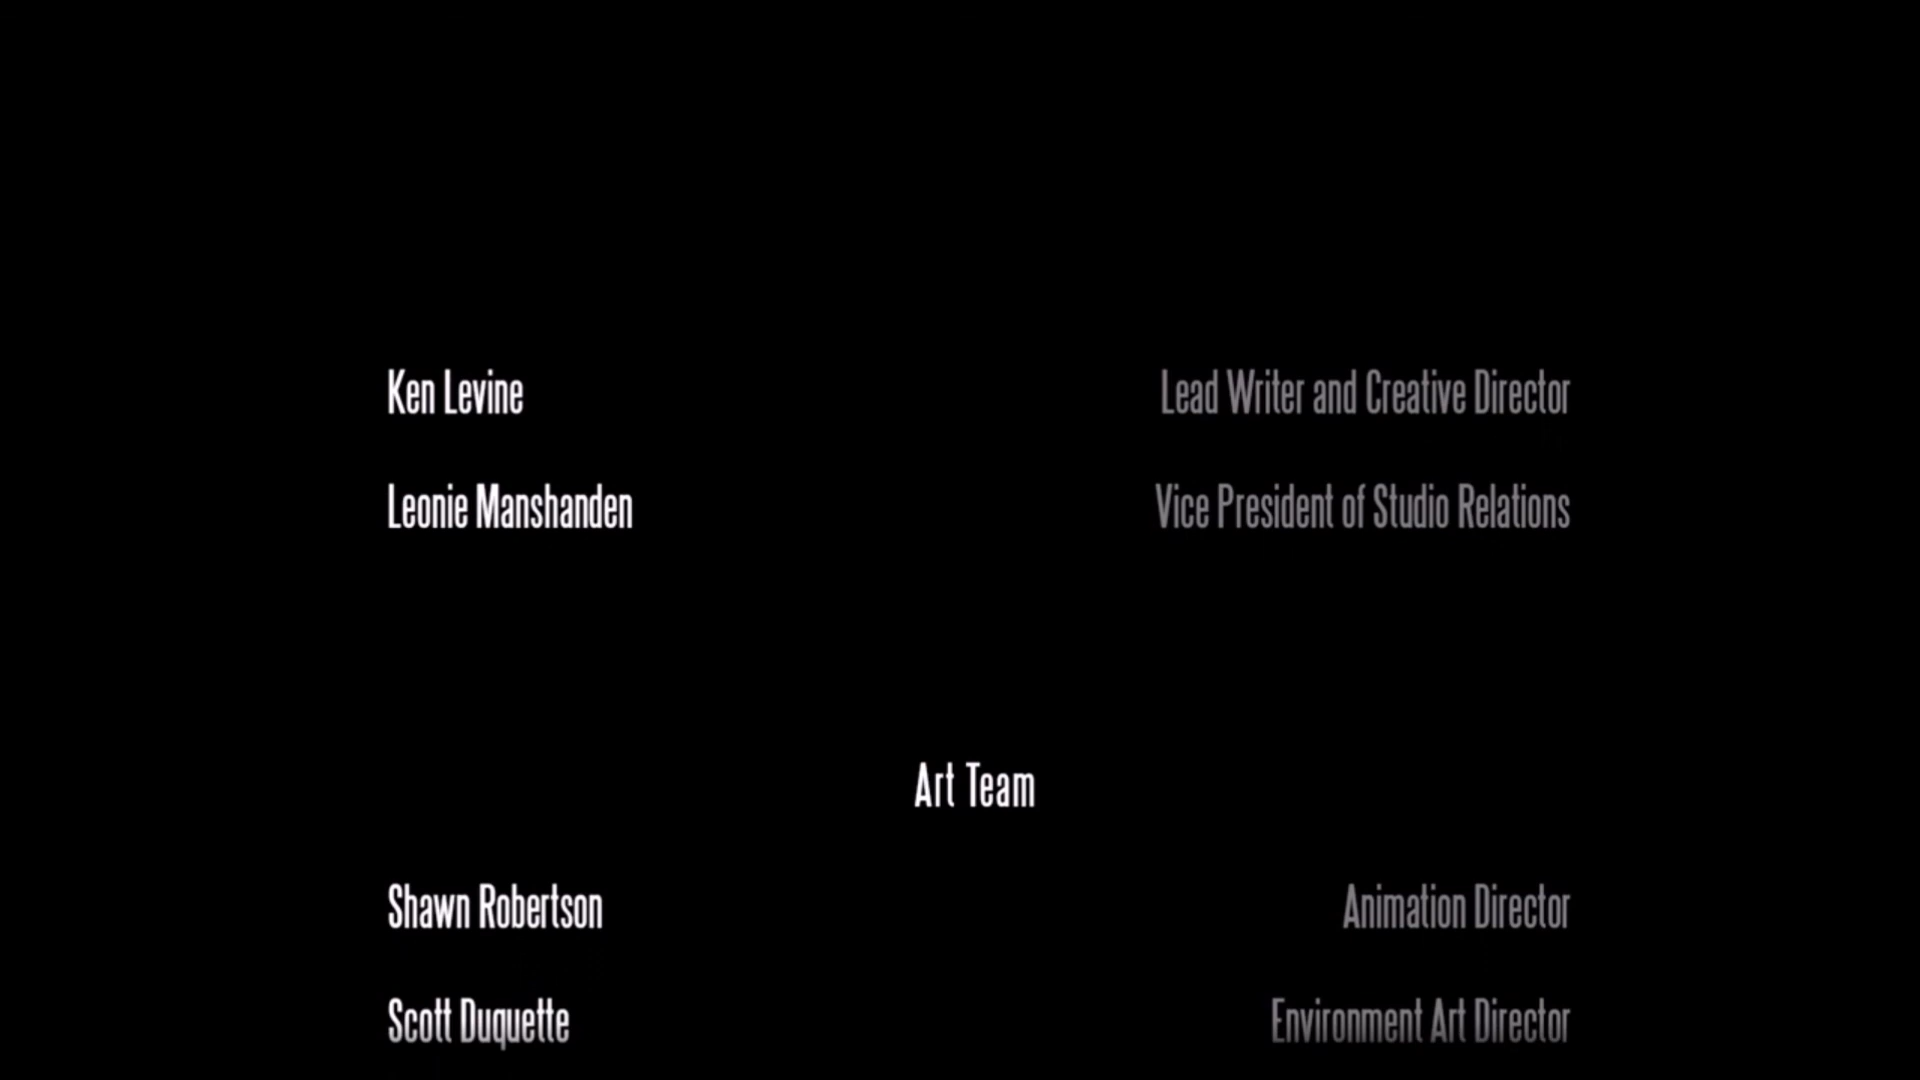 Ken Levine Lead Writer and Creative Director
Leonie Manshanden Vice President of Studio Relations
Art Team
Shawn Robertson Animation Director
Scott Duquette Environment Art Director